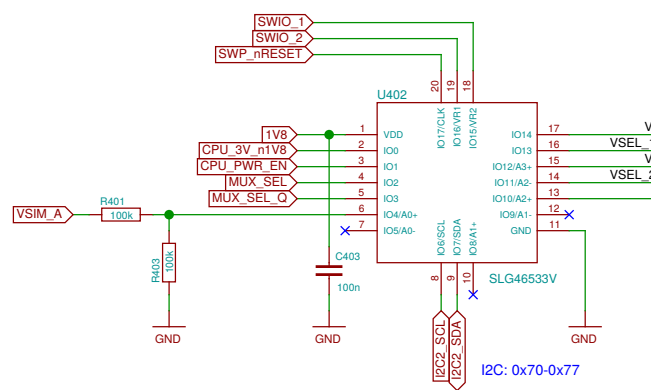 SWIO_1
SWIO_2
SWP_nRESET
20
19
18
U402
IO17/CLK
IO16/VR1
IO15/VR2
1V8 1 VDD IO14 17 V
CPU_3V_n1V8 2 IO0 IO13 16 VSEL_1
CPU_PWR_EN 3 IO1 IO12/A3+ 15 V
MUX_SEL 4 IO2 IO11/A2- 14 VSEL_2
MUX_SEL_Q 5 IO3 IO10/A2+ 13
VSIM_A R401 100k 6 IO4/A0+ IO9/A1- 12
7 IO5/A0- GND 11
R403
100k
C403
100n
IO6/SCL
IO7/SDA
IO8/A1+
SLG46533V
8
9
10
I2C2_SCL
I2C2_SDA
GND
GND
GND
I2C: 0x70-0x77